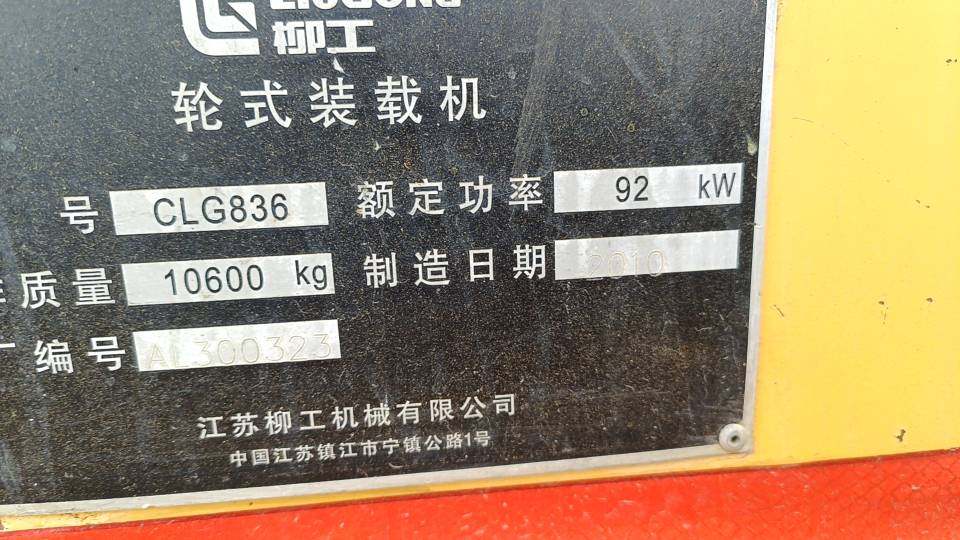 LIUGONG
柳工
轮式装载机
号 CLG836 额定功率 92 kW
质量 10600 kg 制造日期 2010
编号 AL300323
江苏柳工机械有限公司
中国江苏镇江市宁镇公路1号